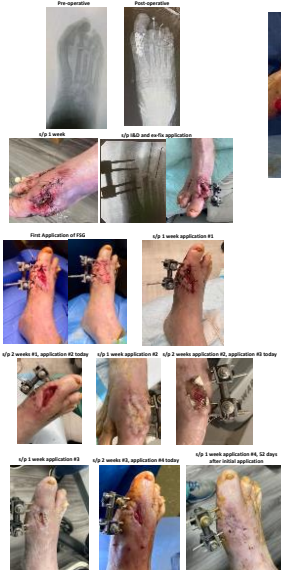 Pre-operative
Post-operative
s/p 1 week
s/p I&D and ex-fix application
First Application of FSG
s/p 1 week application #1
s/p 2 weeks #1, application #2 today
s/p 1 week application #2
s/p 2 weeks #2, application #3 today
s/p 1 week application #3
s/p 2 weeks #3, application #4 today
s/p 1 week application #4, 52 days
after initial application